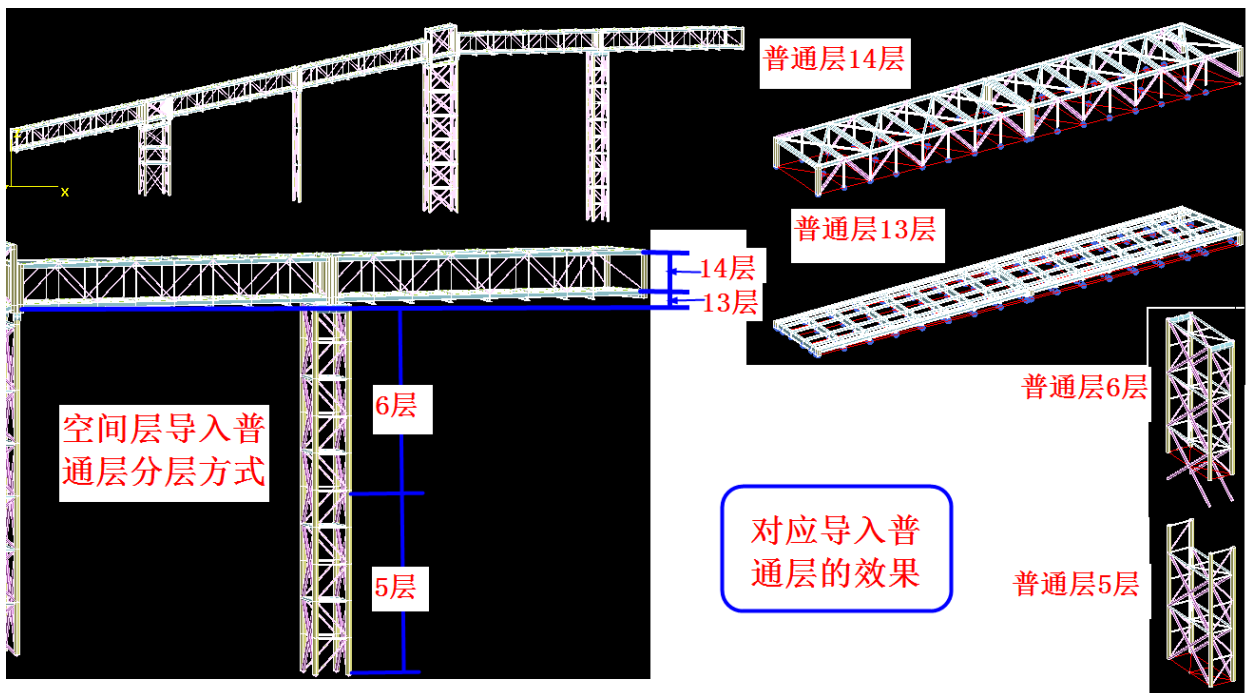 普通层14层
X
普通层13层
14层
13层
普通层6层
6层
空间层导入普
通层分层方式
对应导入普
通层的效果
5层
普通层5层